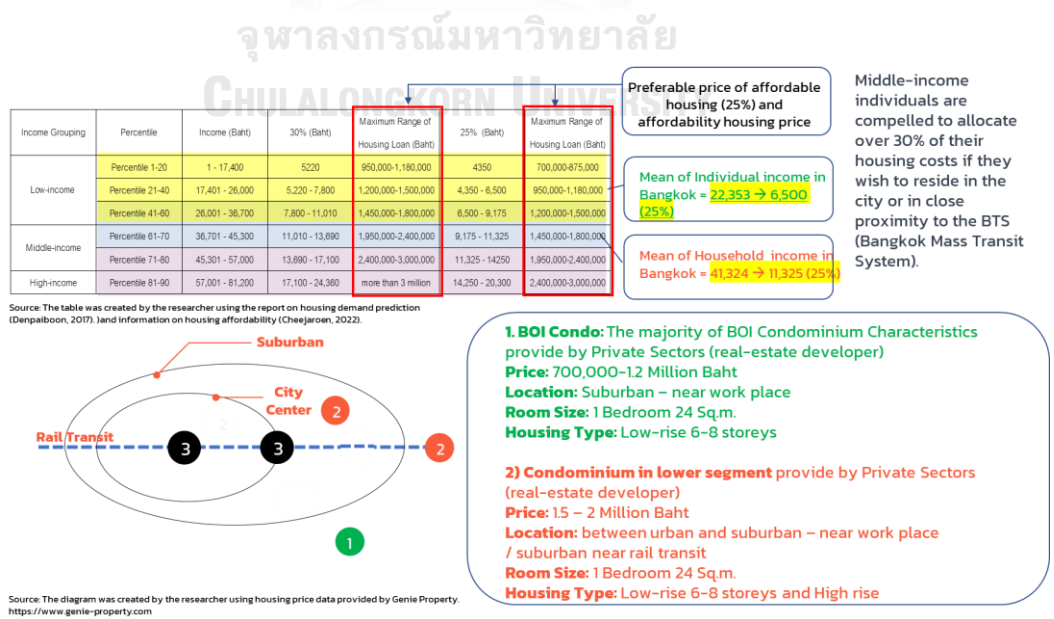 จุฬาลงกรณ์มหาวิทยาลัย
CHULALONGKORN UNIVERSITY
Income Grouping Percentile Income (Baht) 30% (Baht) Maximum Range of Housing Loan (Baht) 25% (Baht) Maximum Range of Housing Loan (Baht)
Low-income
Percentile 1-20 1 - 17,400 5220 950,000-1,180,000 4350 700,000-875,000
Percentile 21-40 17,401 - 26,000 5,220 - 7,800 1,200,000-1,500,000 4,350 - 6,500 950,000-1,180,000
Percentile 41-60 26,001 - 36,700 7,800 - 11,010 1,450,000-1,800,000 6,500 - 9,175 1,200,000-1,500,000
Middle-income
Percentile 61-70 36,701 - 45,300 11,010 - 13,690 1,950,000-2,400,000 9,175 - 11,325 1,450,000-1,800,000
Percentile 71-80 45,301 - 57,000 13,690 - 17,100 2,400,000-3,000,000 11,325 - 14250 1,950,000-2,400,000
High-income Percentile 81-90 57,001 - 81,200 17,100 - 24,360 more than 3 million 14,250 - 20,300 2,400,000-3,000,000
Preferable price of affordable
housing (25%) and
affordability housing price
Mean of Individual income in
Bangkok = 22,353 → 6,500
(25%)
Mean of Household income in
Bangkok = 41,324 → 11,325 (25%)
Middle-income
individuals are
compelled to allocate
over 30% of their
housing costs if they
wish to reside in the
city or in close
proximity to the BTS
(Bangkok Mass Transit
System).
Source: The table was created by the researcher using the report on housing demand prediction
(Denpaiboon, 2017). )and information on housing affordability (Cheejaroen, 2022).
Suburban
City
Center
2
2
Rail Transit
3
3
2
1
1. BOI Condo: The majority of BOI Condominium Characteristics
provide by Private Sectors (real-estate developer)
Price: 700,000-1.2 Million Baht
Location: Suburban – near work place
Room Size: 1 Bedroom 24 Sq.m.
Housing Type: Low-rise 6-8 storeys
2) Condominium in lower segment provide by Private Sectors
(real-estate developer)
Price: 1.5 – 2 Million Baht
Location: between urban and suburban – near work place
/ suburban near rail transit
Room Size: 1 Bedroom 24 Sq.m.
Housing Type: Low-rise 6-8 storeys and High rise
Source: The diagram was created by the researcher using housing price data provided by Genie Property.
https://www.genie-property.com